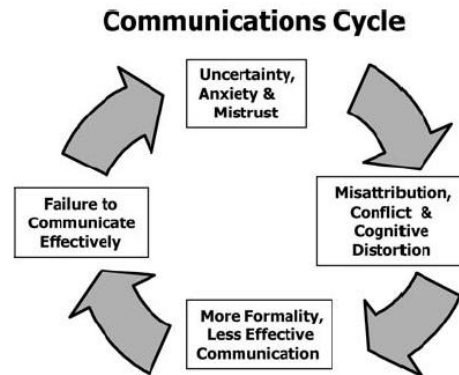 Communications Cycle
Uncertainty,
Anxiety &
Mistrust
Misattribution,
Conflict &
Cognitive
Distortion
More Formality,
Less Effective
Communication
Failure to
Communicate
Effectively